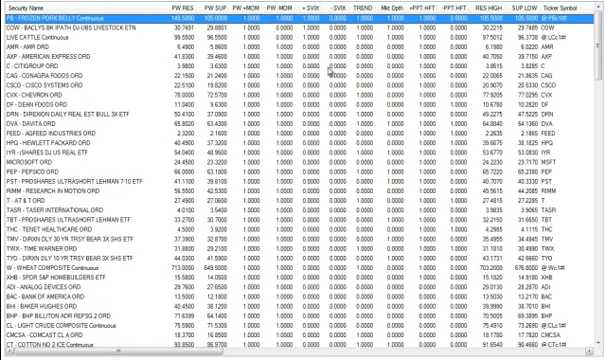 Security Name PW RES PW SUP PW +MOM PW -MOM + SVIX - SVIX TREND Mkt Dpth +PPT HFT -PPT HFT RES HIGH SUP LOW Ticker Symbol
PB - FROZEN PORK BELLY Continuous 145.5000 105.0000 1.0000 1.0000 0.0000 0.0000 1.0000 1.0000 0.0000 0.0000 105.5000 105.5000 @:PBc1#I
COW - BACLYS BK IPATH DJ-UBS LIVESTOCK ETN 30.7491 29.8801 1.0000 1.0000 1.0000 0.0000 1.0000 1.0000 1.0000 0.0000 30.2215 29.7485 COW
LIVE CATTLE Continuous 99.5500 96.5500 1.0000 1.0000 1.0000 0.0000 1.0000 1.0000 1.0000 0.0000 97.5012 96.3738 @:LCc1#I
AMR - AMR ORD 6.4900 5.8600 1.0000 1.0000 1.0000 0.0000 1.0000 1.0000 1.0000 0.0000 6.1980 6.0220 AMR
AXP - AMERICAN EXPRESS ORD 41.8300 39.4600 1.0000 1.0000 1.0000 0.0000 1.0000 1.0000 1.0000 0.0000 40.7050 39.7150 AXP
C - CITIGROUP ORD 3.9800 3.6300 1.0000 1.0000 1.0000 0.0000 1.0000 1.0000 1.0000 0.0000 3.8615 3.8285 C
CAG - CONAGRA FOODS ORD 22.1500 21.2400 1.0000 1.0000 1.0000 0.0000 1.0000 1.0000 1.0000 0.0000 22.0065 21.8635 CAG
CSCO - CISCO SYSTEMS ORD 22.5100 19.8200 1.0000 1.0000 1.0000 0.0000 1.0000 1.0000 1.0000 0.0000 20.9070 20.5330 CSCO
CVX - CHEVRON ORD 78.0000 72.5700 1.0000 1.0000 1.0000 0.0000 1.0000 1.0000 1.0000 0.0000 77.9205 77.0295 CVX
DF - DEAN FOODS ORD 11.0400 9.6300 1.0000 1.0000 1.0000 0.0000 1.0000 1.0000 1.0000 0.0000 10.6780 10.2820 DF
DRN - DIREXION DAILY REAL EST BULL 3X ETF 50.4100 37.0900 1.0000 1.0000 1.0000 0.0000 1.0000 1.0000 1.0000 0.0000 49.2275 47.5225 DRN
DVA - DAVITA ORD 65.8200 63.4300 1.0000 1.0000 1.0000 0.0000 1.0000 1.0000 1.0000 0.0000 64.8840 64.1360 DVA
FEED - AGFEED INDUSTRIES ORD 2.3200 2.1600 1.0000 1.0000 1.0000 0.0000 1.0000 1.0000 1.0000 0.0000 2.2635 2.1865 FEED
HPQ - HEWLETT PACKARD ORD 40.4900 37.3200 1.0000 1.0000 1.0000 0.0000 1.0000 1.0000 1.0000 0.0000 39.6675 38.1825 HPQ
IYR - iSHARES DJ US REAL ETF 54.0400 48.9500 1.0000 1.0000 1.0000 0.0000 1.0000 1.0000 1.0000 0.0000 53.6770 53.0830 IYR
MICROSOFT ORD 24.4500 23.3200 1.0000 1.0000 1.0000 0.0000 1.0000 1.0000 1.0000 0.0000 24.2230 23.7170 MSFT
PEP - PEPSICO ORD 66.0000 63.1800 1.0000 1.0000 1.0000 0.0000 1.0000 1.0000 1.0000 0.0000 65.7220 65.2380 PEP
PST - PROSHARES ULTRASHORT LEHMAN 7-10 ETF 41.1100 39.8100 1.0000 1.0000 1.0000 0.0000 1.0000 1.0000 1.0000 0.0000 40.7070 40.3330 PST
RIMM - RESEARCH IN MOTION ORD 56.5500 42.5300 1.0000 1.0000 1.0000 0.0000 1.0000 1.0000 1.0000 0.0000 45.5615 44.2085 RIMM
T - AT & T ORD 27.4900 27.0600 1.0000 1.0000 1.0000 0.0000 1.0000 1.0000 1.0000 0.0000 27.4815 27.2285 T
TASR - TASER INTERNATIONAL ORD 4.0100 3.5400 1.0000 1.0000 1.0000 0.0000 1.0000 1.0000 1.0000 0.0000 3.9835 3.9065 TASR
TBT - PROSHARES ULTRASHORT LEHMAN ETF 33.2700 30.7000 1.0000 1.0000 1.0000 0.0000 1.0000 1.0000 1.0000 0.0000 32.2150 31.6650 TBT
THC - TENET HEALTHCARE ORD 4.5000 3.9200 1.0000 1.0000 1.0000 0.0000 1.0000 1.0000 1.0000 0.0000 4.2985 4.1115 THC
TMV - DIRXN DLY 30 YR TRSY BEAR 3X SHS ETF 37.3900 32.8700 1.0000 1.0000 1.0000 0.0000 1.0000 1.0000 1.0000 0.0000 35.4955 34.4945 TMV
TWX - TIME WARNER ORD 31.8800 29.2100 1.0000 1.0000 1.0000 0.0000 1.0000 1.0000 1.0000 0.0000 31.1810 30.4990 TWX
TYO - DIRXN DLY 10 YR TRSY BEAR 3X SHS ETF 44.0300 41.5900 1.0000 1.0000 1.0000 0.0000 1.0000 1.0000 1.0000 0.0000 43.1731 42.6660 TYO
W - WHEAT COMPOSITE Continuous 713.0000 649.5000 1.0000 1.0000 1.0000 0.0000 1.0000 1.0000 1.0000 0.0000 703.2000 676.8000 @:Wc1#I
XHB - SPDR S&P HOMEBUILDERS ETF 15.5800 14.0500 1.0000 1.0000 1.0000 0.0000 1.0000 1.0000 1.0000 0.0000 15.1820 14.9180 XHB
ADI - ANALOG DEVICES ORD 29.7600 27.6500 1.0000 1.0000 1.0000 0.0000 1.0000 1.0000 1.0000 0.0000 29.0130 28.2870 ADI
BAC - BANK OF AMERICA ORD 13.5000 12.1800 1.0000 1.0000 1.0000 0.0000 1.0000 1.0000 1.0000 0.0000 13.5030 13.2170 BAC
BHI - BAKER HUGHES ORD 40.4500 38.1200 1.0000 1.0000 1.0000 0.0000 1.0000 1.0000 1.0000 0.0000 39.9990 38.7010 BHI
BHP - BHP BILLITON ADR REPSG 2 ORD 71.6399 64.1400 1.0000 1.0000 1.0000 0.0000 1.0000 1.0000 1.0000 0.0000 70.5005 69.3895 BHP
CL - LIGHT CRUDE COMPOSITE Continuous 75.5900 71.5300 1.0000 1.0000 1.0000 0.0000 1.0000 1.0000 1.0000 0.0000 75.4910 73.2690 @:CLc1#I
CMCSA - COMCAST CL A ORD 18.3700 16.8500 1.0000 1.0000 1.0000 0.0000 1.0000 1.0000 1.0000 0.0000 18.1780 17.7820 CMCSA
CT - COTTON NO 2 ICE Continuous 93.8500 86.9700 1.0000 1.0000 1.0000 0.0000 1.0000 1.0000 1.0000 0.0000 91.6540 90.4660 @:CTc1#I